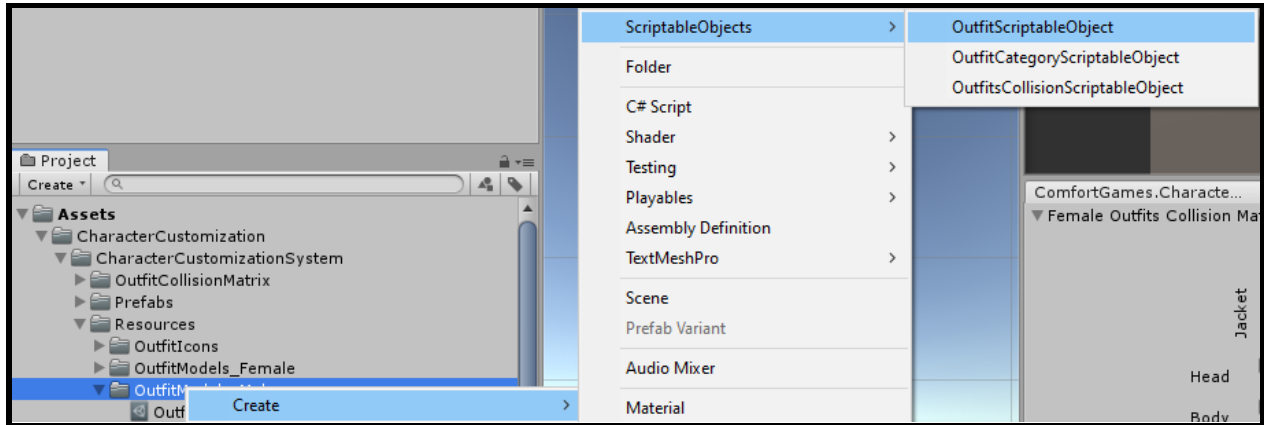 ScriptableObjects
OutfitScriptableObject
OutfitCategoryScriptableObject
OutfitsCollisionScriptableObject
Folder
C# Script
Shader
Testing
Playables
Assembly Definition
TextMeshPro
Scene
Prefab Variant
Audio Mixer
Material
Project
Create
Assets
CharacterCustomization
CharacterCustomizationSystem
OutfitCollisionMatrix
Prefabs
Resources
OutfitIcons
OutfitModels_Female
Outf
Create
ComfortGames.Characte...
Female Outfits Collision Ma
Jacket
Head
Body